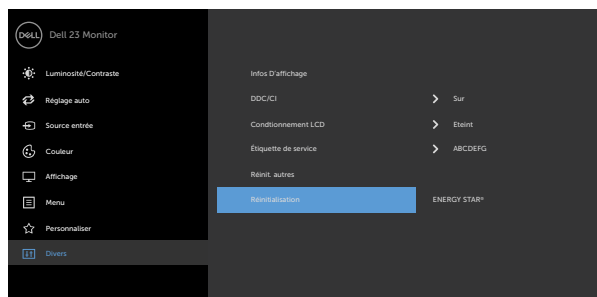 DELL Dell 23 Monitor
Luminosité/Contraste
Réglage auto
Source entrée
Couleur
Affichage
Menu
Personnaliser
Divers
Infos D'affichage
DDC/CI Sur
Condtionnement LCD Eteint
Étiquette de service ABCDEFG
Réinit. autres
Réinitialisation ENERGY STAR®